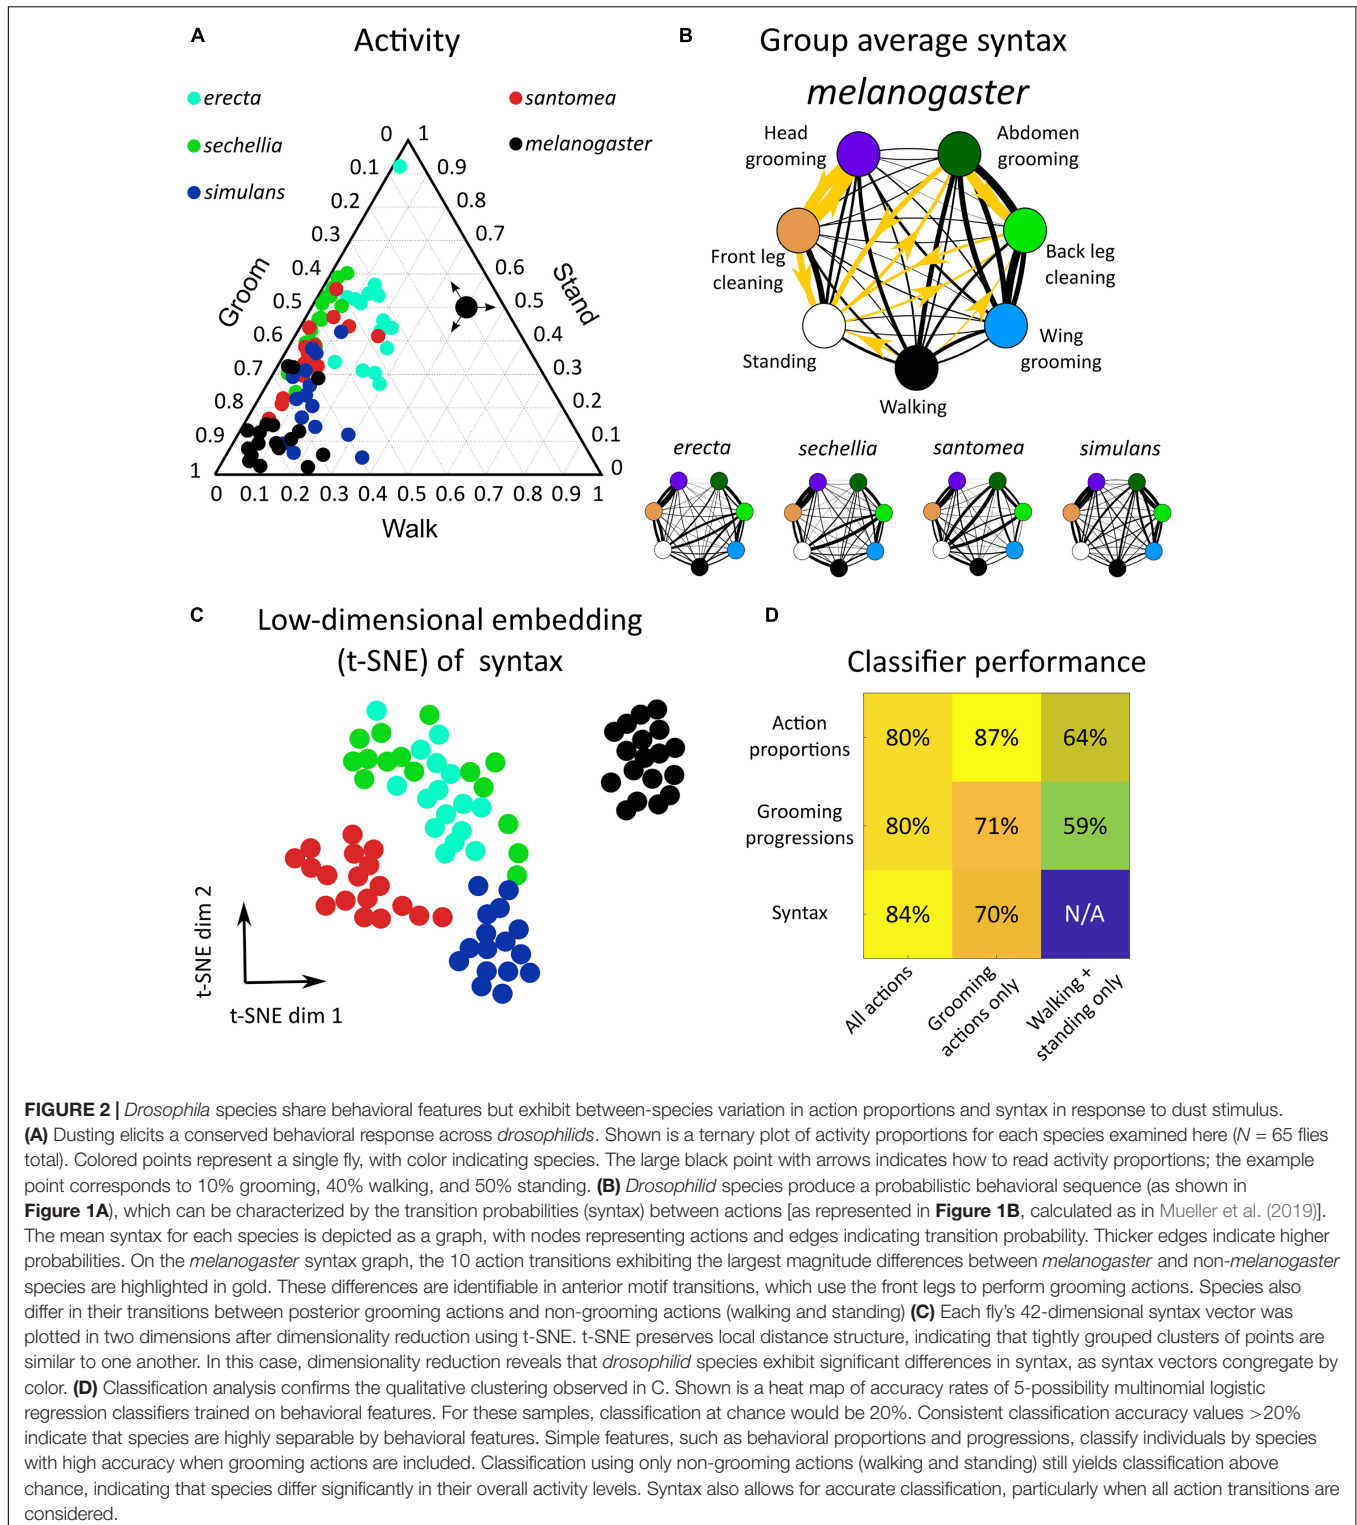 A
Activity
erecta
santomea
sechellia
melanogaster
simulans
0 1
0.1 0.9
0.2 0.8
0.3 0.7
0.4 0.6
0.5 0.5
0.6 0.4
0.7 0.3
0.8 0.2
0.9 0.1
1 0
Groom
Stand
0 0.1 0.2 0.3 0.4 0.5 0.6 0.7 0.8 0.9 1
Walk
B
Group average syntax
melanogaster
Head
grooming
Abdomen
grooming
Front leg
cleaning
Back leg
cleaning
Standing
Wing
grooming
Walking
erecta
sechellia
santomea
simulans
C
Low-dimensional embedding
(t-SNE) of syntax
t-SNE dim 2
t-SNE dim 1
D
Classifier performance
Action
proportions
80% 87% 64%
Grooming
progressions
80% 71% 59%
Syntax
84% 70% N/A
All actions
Grooming
actions only
Walking +
standing only
FIGURE 2 | Drosophila species share behavioral features but exhibit between-species variation in action proportions and syntax in response to dust stimulus.
(A) Dusting elicits a conserved behavioral response across drosophilids. Shown is a ternary plot of activity proportions for each species examined here (N = 65 flies
total). Colored points represent a single fly, with color indicating species. The large black point with arrows indicates how to read activity proportions; the example
point corresponds to 10% grooming, 40% walking, and 50% standing. (B) Drosophilid species produce a probabilistic behavioral sequence (as shown in
Figure 1A), which can be characterized by the transition probabilities (syntax) between actions [as represented in Figure 1B, calculated as in Mueller et al. (2019)].
The mean syntax for each species is depicted as a graph, with nodes representing actions and edges indicating transition probability. Thicker edges indicate higher
probabilities. On the melanogaster syntax graph, the 10 action transitions exhibiting the largest magnitude differences between melanogaster and non-melanogaster
species are highlighted in gold. These differences are identifiable in anterior motif transitions, which use the front legs to perform grooming actions. Species also
differ in their transitions between posterior grooming actions and non-grooming actions (walking and standing) (C) Each fly's 42-dimensional syntax vector was
plotted in two dimensions after dimensionality reduction using t-SNE. t-SNE preserves local distance structure, indicating that tightly grouped clusters of points are
similar to one another. In this case, dimensionality reduction reveals that drosophilid species exhibit significant differences in syntax, as syntax vectors congregate by
color. (D) Classification analysis confirms the qualitative clustering observed in C. Shown is a heat map of accuracy rates of 5-possibility multinomial logistic
regression classifiers trained on behavioral features. For these samples, classification at chance would be 20%. Consistent classification accuracy values >20%
indicate that species are highly separable by behavioral features. Simple features, such as behavioral proportions and progressions, classify individuals by species
with high accuracy when grooming actions are included. Classification using only non-grooming actions (walking and standing) still yields classification above
chance, indicating that species differ significantly in their overall activity levels. Syntax also allows for accurate classification, particularly when all action transitions are
considered.